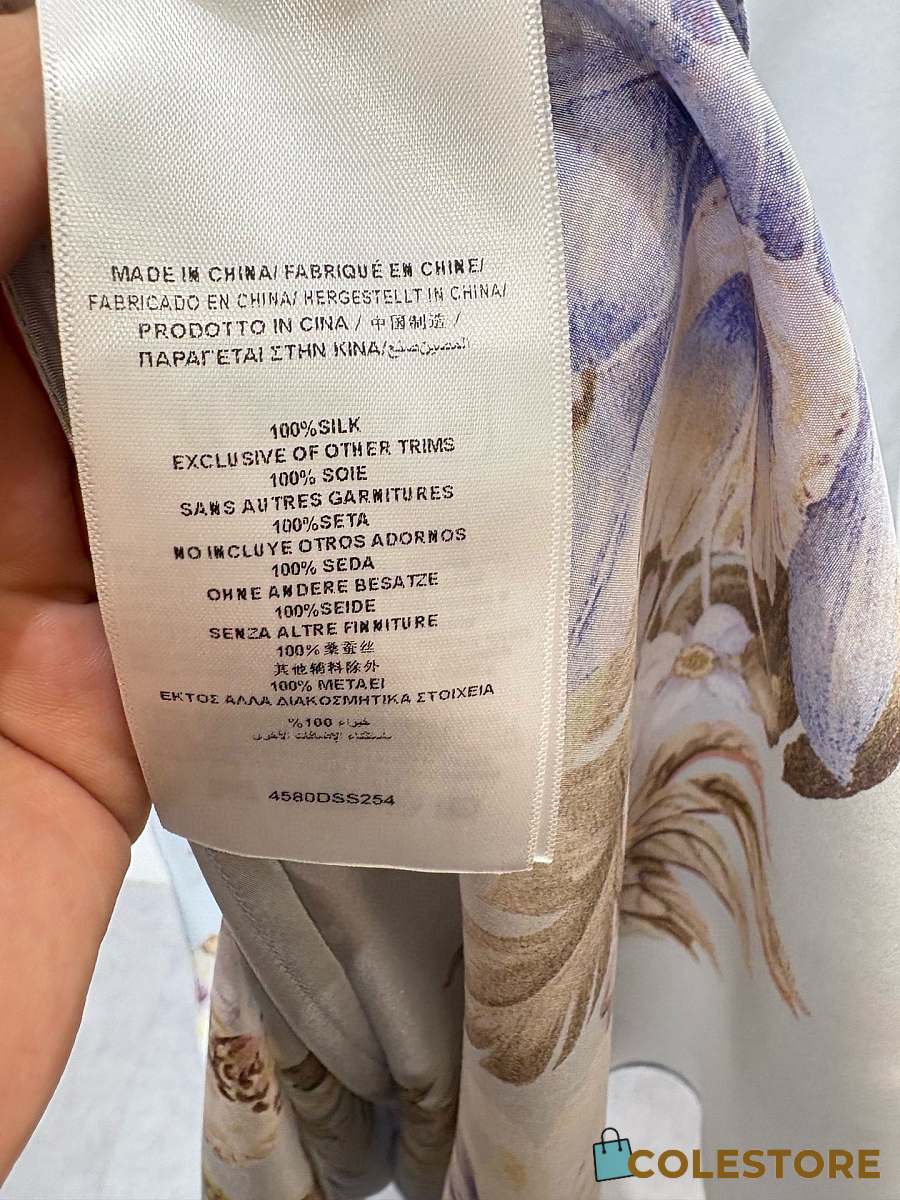 MADE IN CHINA/ FABRIQUÉ EN CHINE/
FABRICADO EN CHINA/ HERGESTELLT IN CHINA/
PRODOTTO IN CINA / 中国制造 /
ΠΑΡΑΓΕΤΑΙ ΣΤΗΝ ΚΙΝΑ/
100%SILK
EXCLUSIVE OF OTHER TRIMS
100% SOIE
SANS AUTRES GARNITURES
100%SETA
NO INCLUYE OTROS ADORNOS
100% SEDA
OHNE ANDERE BESATZE
100%SEIDE
SENZA ALTRE FINNITURE
100% 桑蚕丝
其他辅料除外
100% ΜΕΤΑΕΙ
ΕΚΤΟΣ ΑΛΛΑ ΔΙΑΚΟΣΜΗΤΙΚΑ ΣΤΟΙΧΕΙΑ
%100
4580DSS254
COLESTORE